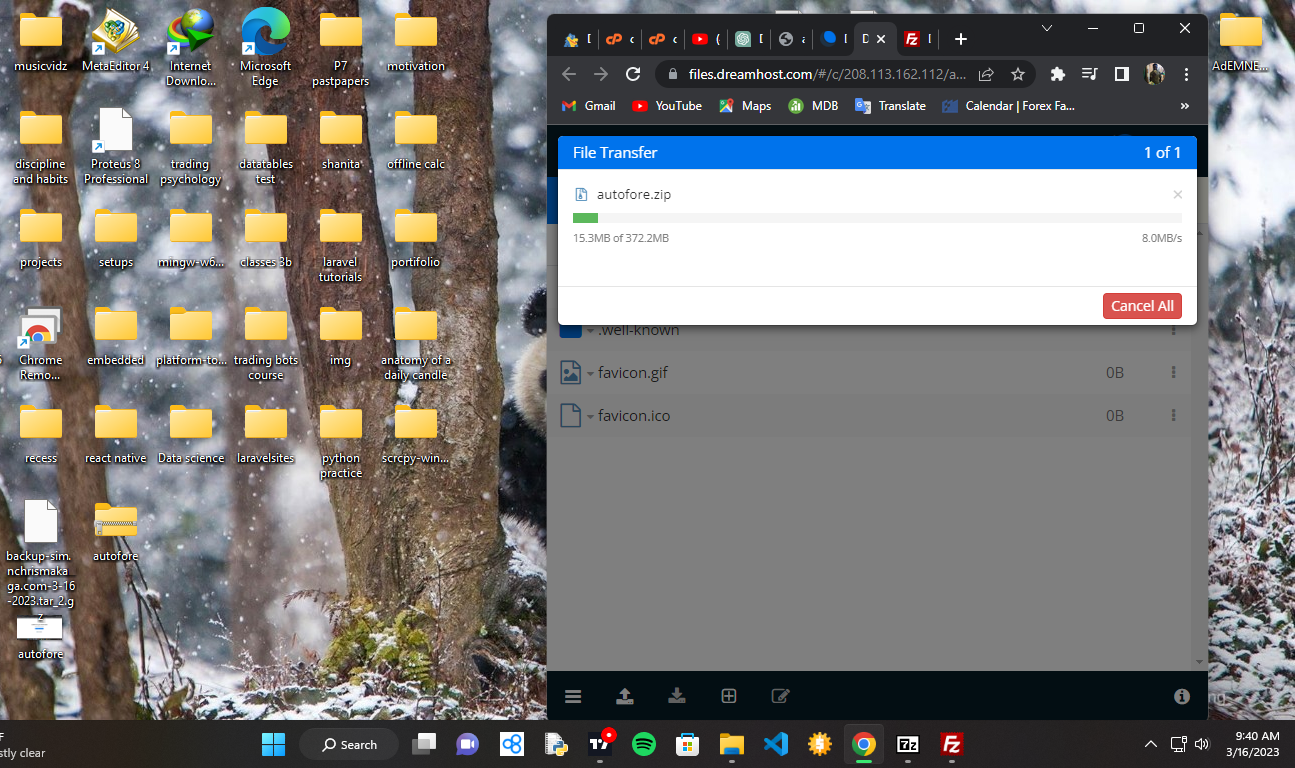 musicvidz
MetaEditor 4
Internet
Downlo...
Microsoft
Edge
P7
pastpapers
motivation
AdEMNE...
discipline
and habits
Proteus 8
Professional
trading
psychology
datatables
test
shanita
offline calc
projects
setups
mingw-w6...
classes 3b
laravel
tutorials
portifolio
Chrome
Remo...
embedded
platform-to...
trading bots
course
img
anatomy of a
daily candle
recess
react native
Data science
laravelsites
python
practice
scrcpy-win...
backup-sim.
nchrismaka
ga.com-3-16
-2023.tar_2.g
z
autofore
autofore
files.dreamhost.com/#/c/208.113.162.112/a...
Gmail
YouTube
Maps
MDB
Translate
Calendar | Forex Fa...
»
File Transfer
1 of 1
autofore.zip
15.3MB of 372.2MB
8.0MB/s
Cancel All
.well-known
favicon.gif
0B
favicon.ico
0B
stly clear
Search
7z
9:40 AM
3/16/2023